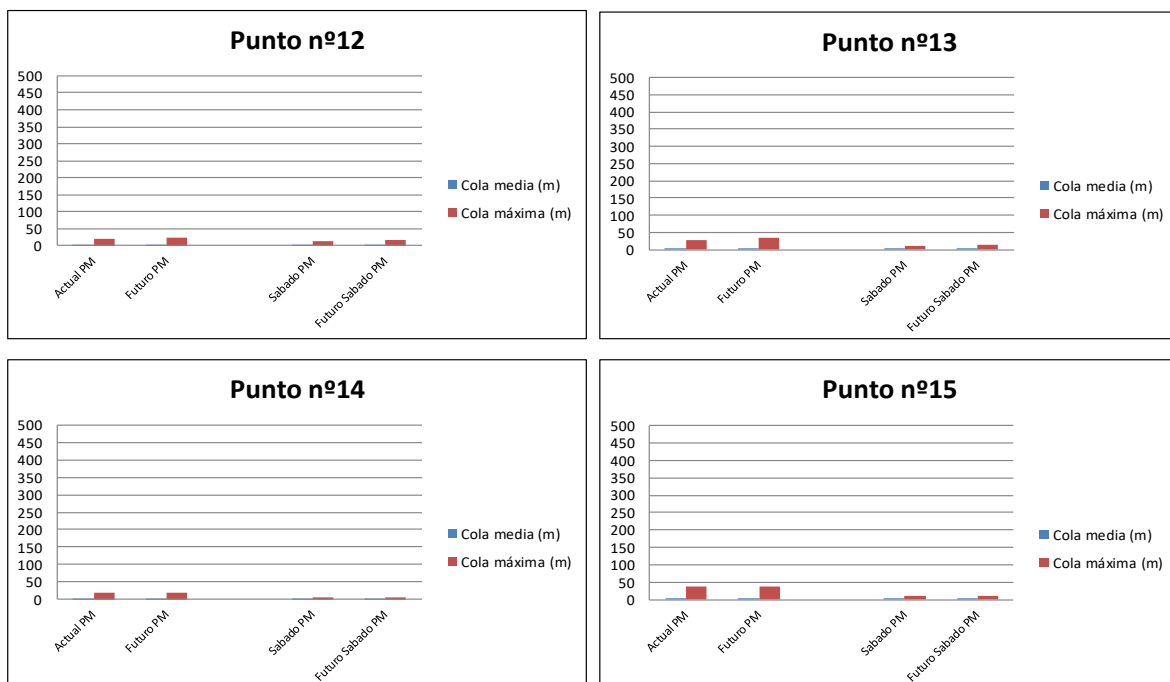 Punto nº12
500
450
400
350
300
250
200
150
100
50
0
Actual PM
Futuro PM
Sabado PM
Futuro Sabado PM
Cola media (m)
Cola máxima (m)
Punto nº13
500
450
400
350
300
250
200
150
100
50
0
Actual PM
Futuro PM
Sabado PM
Futuro Sabado PM
Cola media (m)
Cola máxima (m)
Punto nº14
500
450
400
350
300
250
200
150
100
50
0
Actual PM
Futuro PM
Sabado PM
Futuro Sabado PM
Cola media (m)
Cola máxima (m)
Punto nº15
500
450
400
350
300
250
200
150
100
50
0
Actual PM
Futuro PM
Sabado PM
Futuro Sabado PM
Cola media (m)
Cola máxima (m)